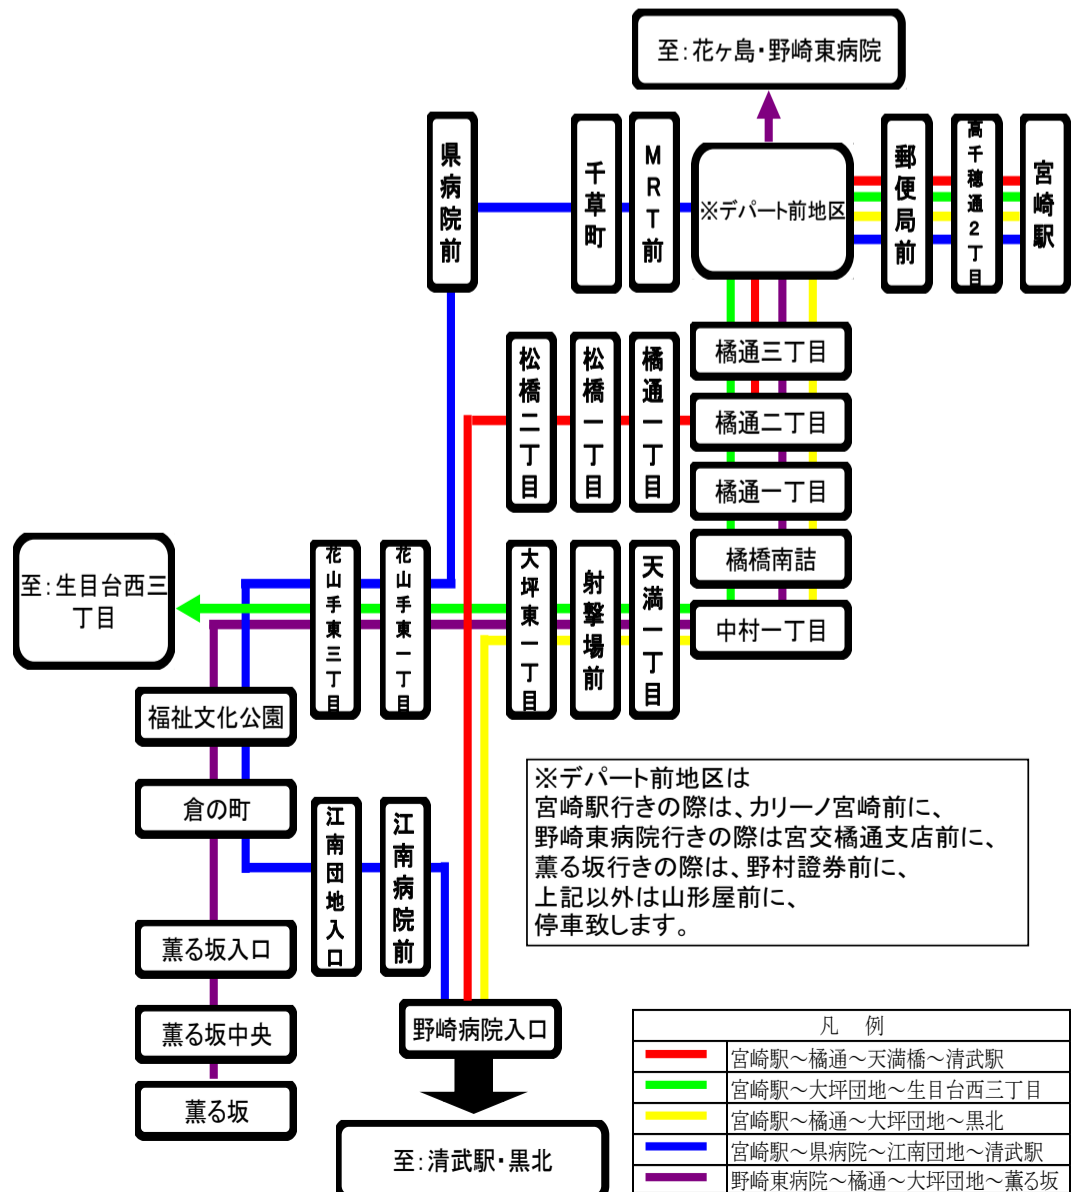 至:花ヶ島・野崎東病院
県病院前
千草町
MRT前
※デパート前地区
郵便局前
高千穂通2丁目
宮崎駅
橘通三丁目
松橋二丁目
松橋一丁目
橘通一丁目
橘通二丁目
橘通一丁目
橘橋南詰
至:生目台西三
丁目
花山手東三丁目
花山手東一丁目
大坪東一丁目
射撃場前
天満一丁目
中村一丁目
福祉文化公園
倉の町
江南団地入口
江南病院前
※デパート前地区は
宮崎駅行きの際は、カリーノ宮崎前に、
野崎東病院行きの際は宮交橘通支店前に、
薫る坂行きの際は、野村證券前に、
上記以外は山形屋前に、
停車致します。
薫る坂入口
薫る坂中央
薫る坂
野崎病院入口
至:清武駅・黒北
凡 例
宮崎駅～橘通～天満橋～清武駅
宮崎駅～大坪団地～生目台西三丁目
宮崎駅～橘通～大坪団地～黒北
宮崎駅～県病院～江南団地～清武駅
野崎東病院～橘通～大坪団地～薫る坂